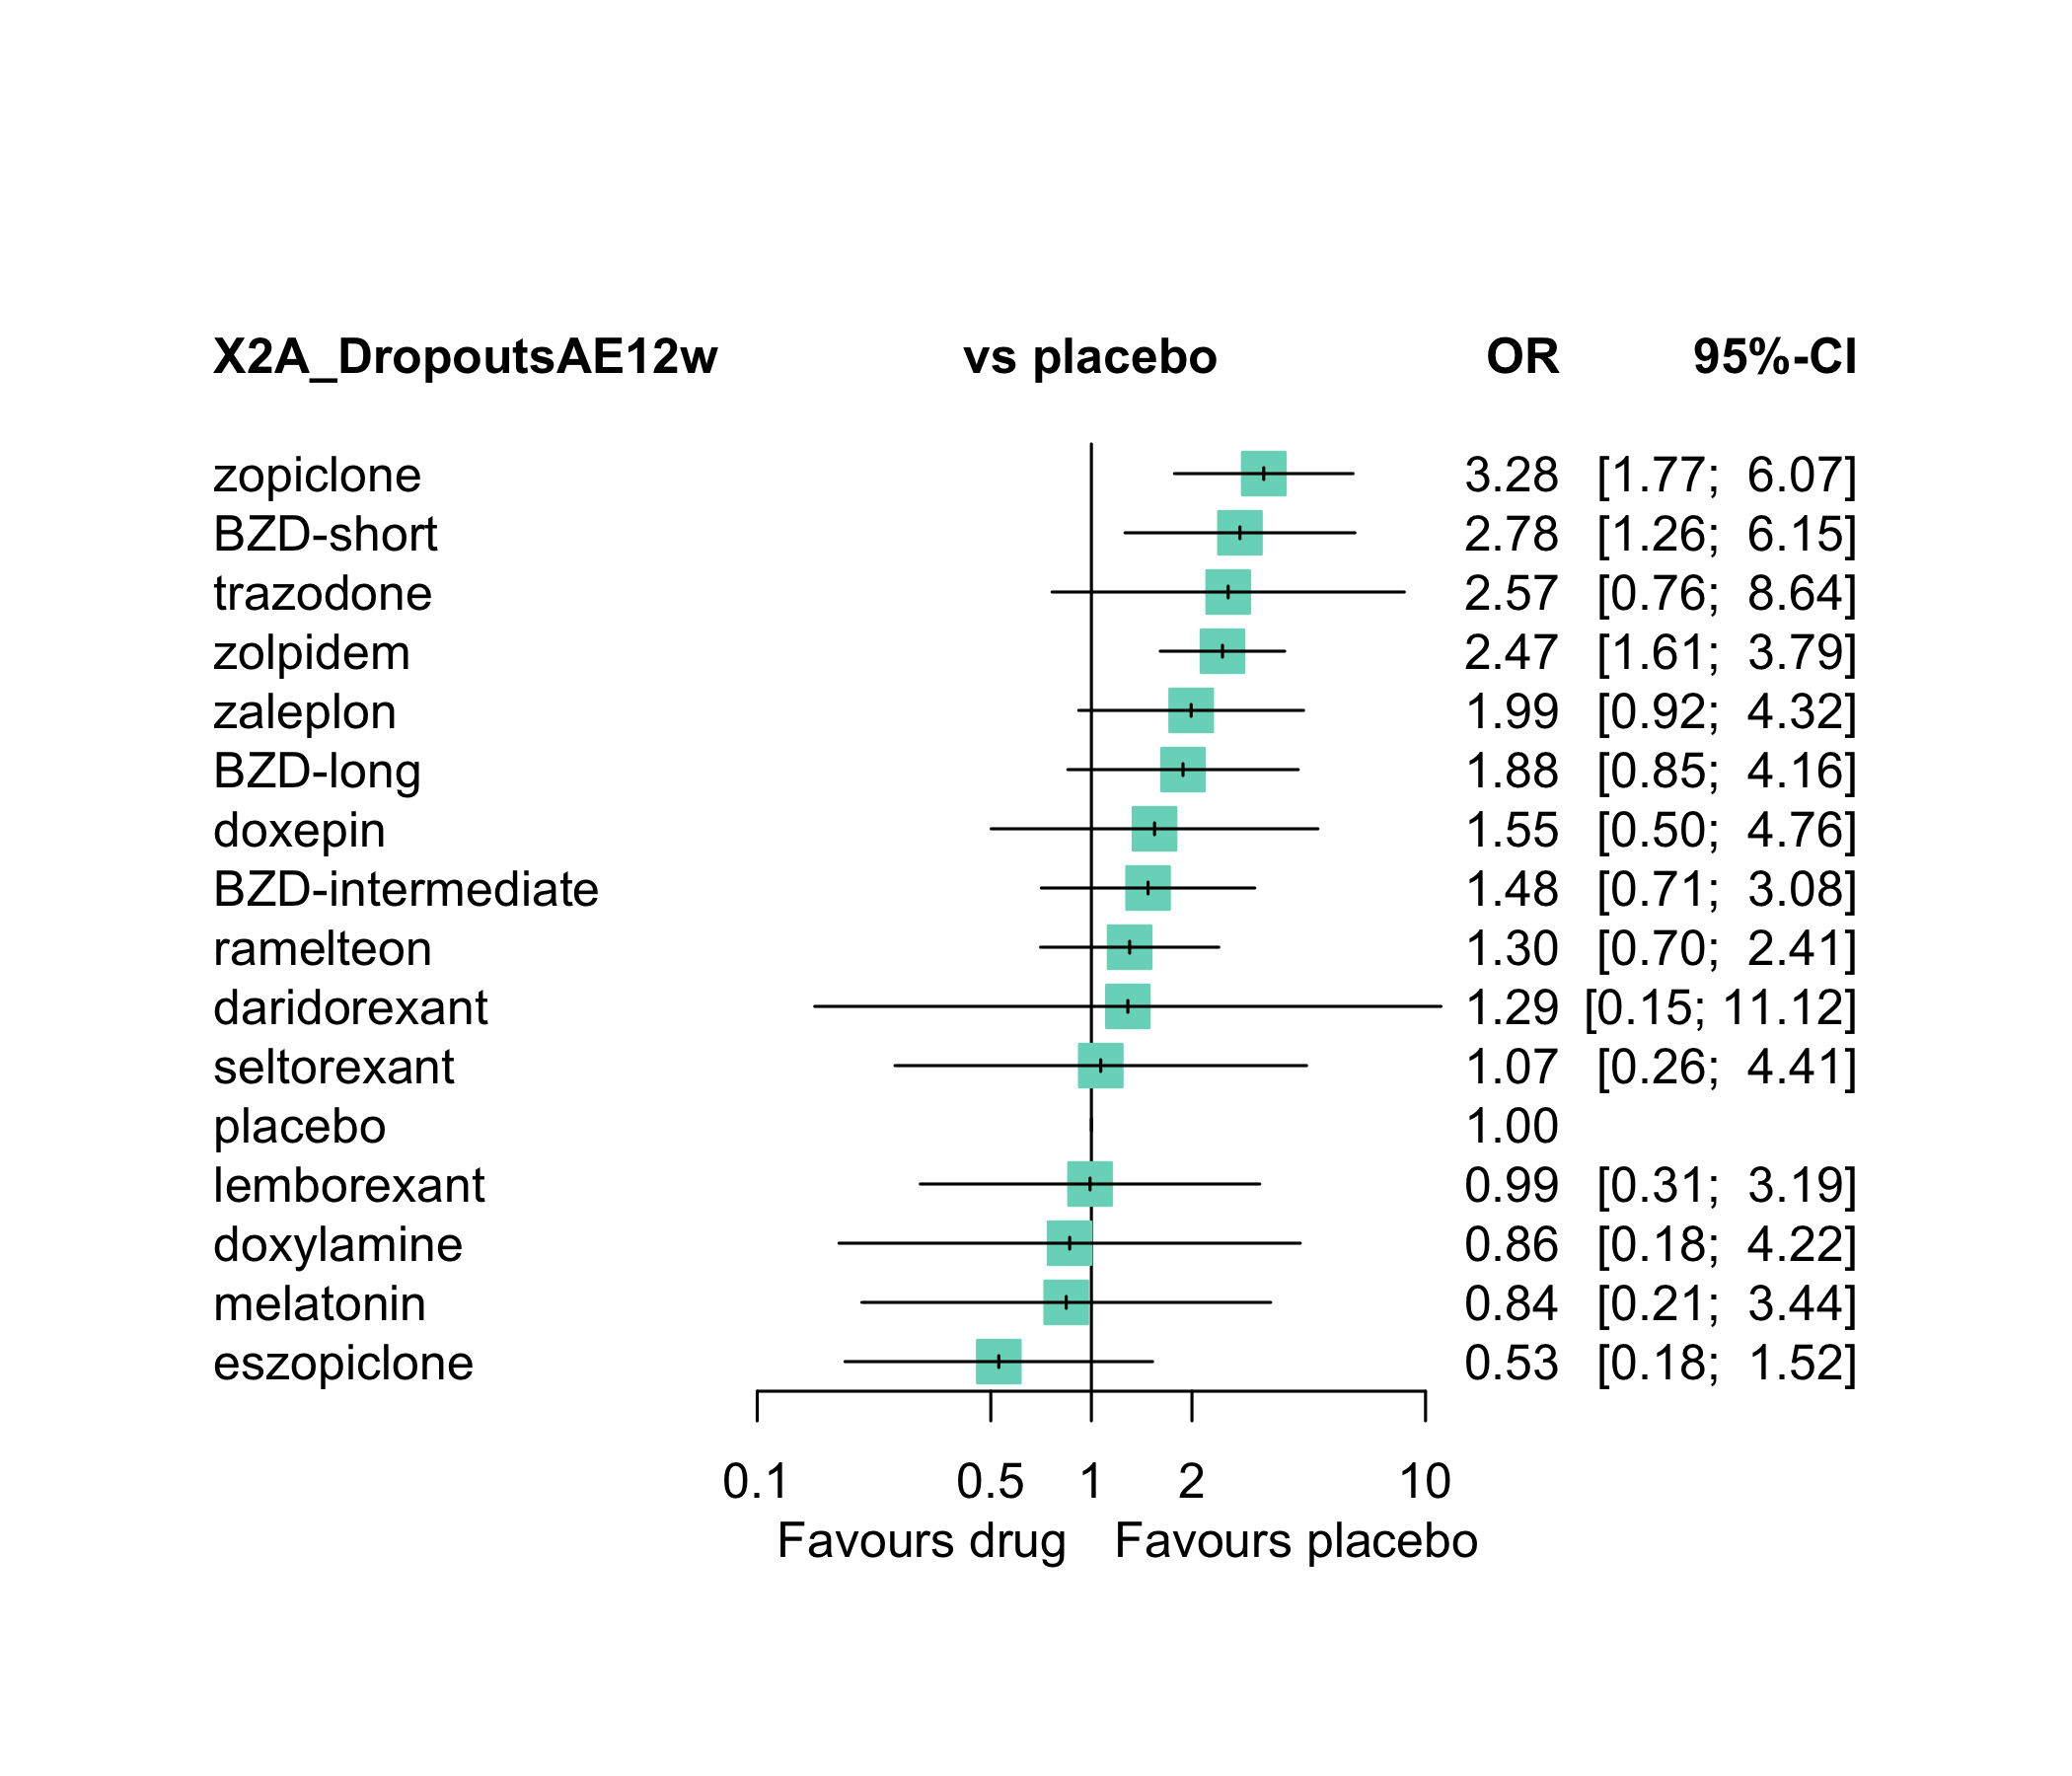 X2A_DropoutsAE12w vs placebo OR 95%-CI
zopiclone 3.28 [1.77; 6.07]
BZD-short 2.78 [1.26; 6.15]
trazodone 2.57 [0.76; 8.64]
zolpidem 2.47 [1.61; 3.79]
zaleplon 1.99 [0.92; 4.32]
BZD-long 1.88 [0.85; 4.16]
doxepin 1.55 [0.50; 4.76]
BZD-intermediate 1.48 [0.71; 3.08]
ramelteon 1.30 [0.70; 2.41]
daridorexant 1.29 [0.15; 11.12]
seltorexant 1.07 [0.26; 4.41]
placebo 1.00
lemborexant 0.99 [0.31; 3.19]
doxylamine 0.86 [0.18; 4.22]
melatonin 0.84 [0.21; 3.44]
eszopiclone 0.53 [0.18; 1.52]
0.1 0.5 1 2 10
Favours drug Favours placebo